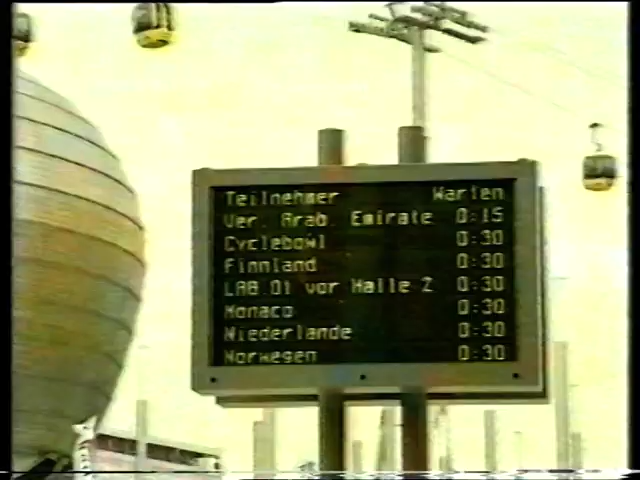 Teilnehmer Warten
Ver. Arab. Emirate 0:15
Cyclebowl 0:30
Finnland 0:30
LAB.01 vor Halle 2 0:30
Monaco 0:30
Niederlande 0:30
Norwegen 0:30